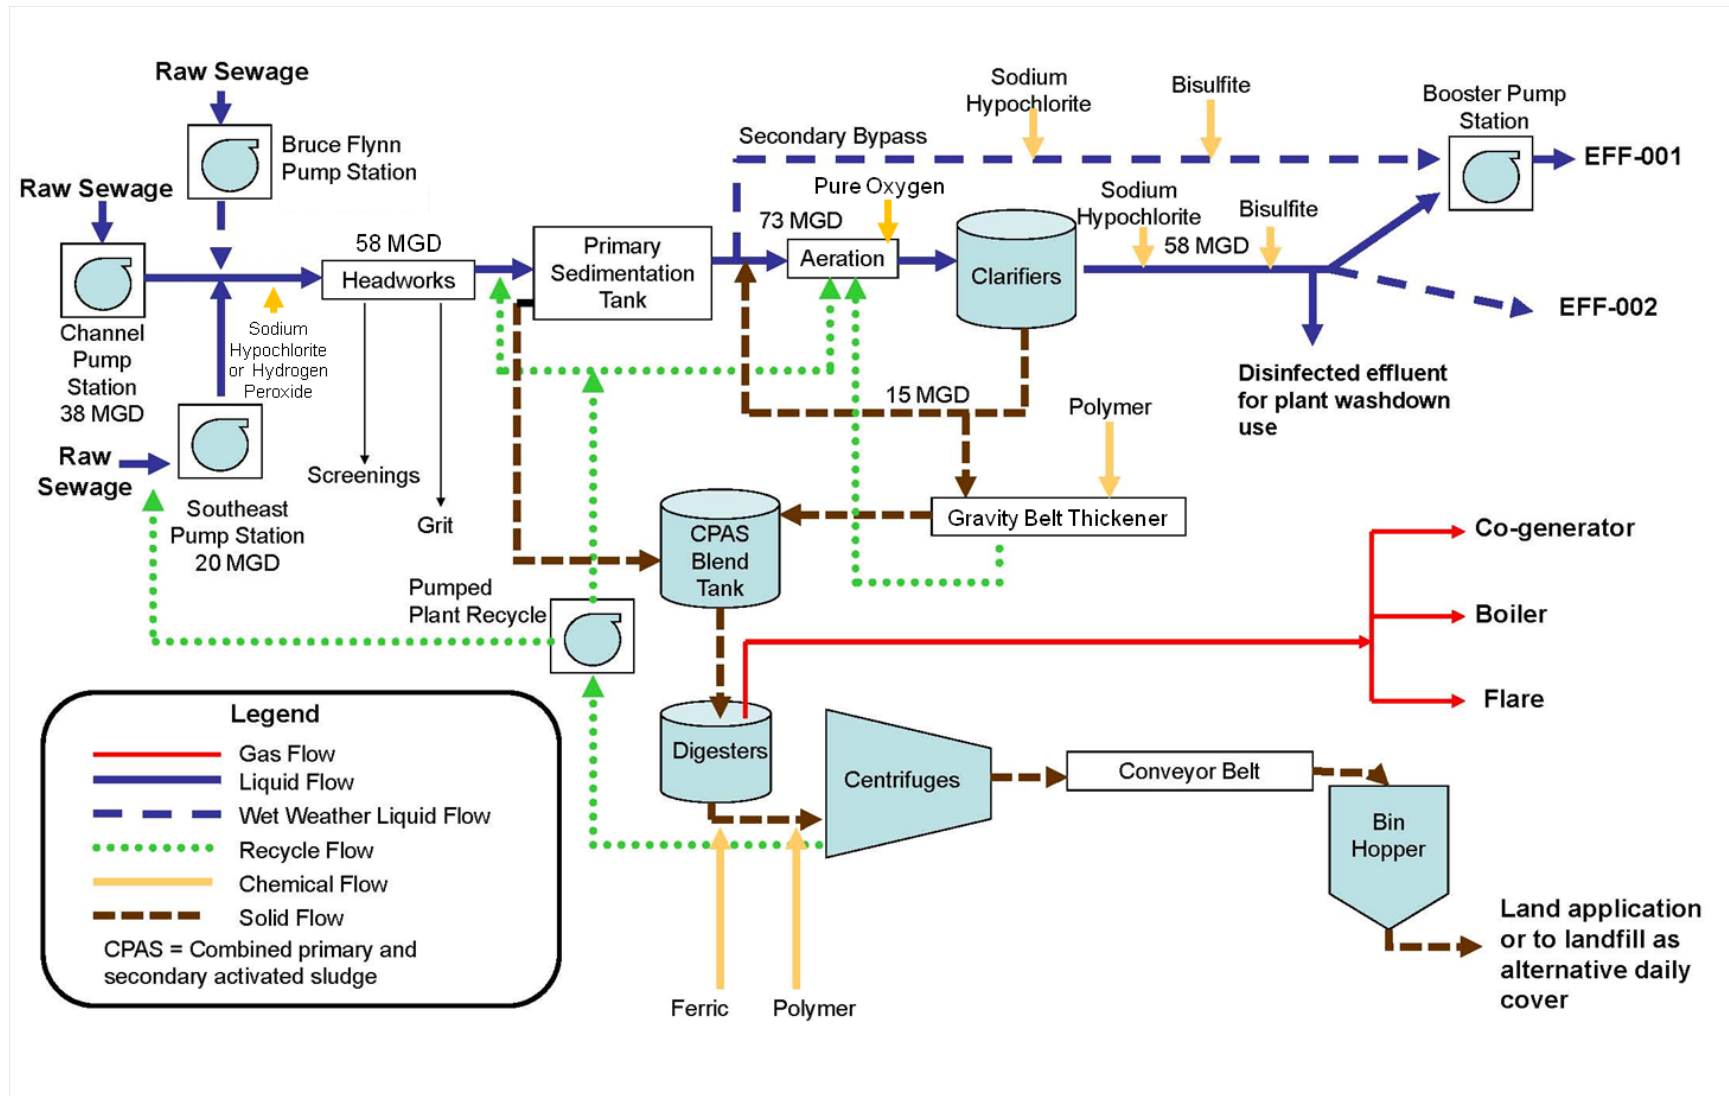 Raw Sewage
Bruce Flynn
Pump Station
Raw Sewage
Channel
Pump
Station
38 MGD
Sodium
Hypochlorite
or Hydrogen
Peroxide
Raw
Sewage
Southeast
Pump Station
20 MGD
58 MGD
Headworks
Screenings
Grit
Primary
Sedimentation
Tank
Secondary Bypass
73 MGD
Pure Oxygen
Aeration
Clarifiers
Sodium
Hypochlorite
Bisulfite
Sodium
Hypochlorite
58 MGD
Bisulfite
Booster Pump
Station
EFF-001
EFF-002
Disinfected effluent
for plant washdown
use
15 MGD
Polymer
Gravity Belt Thickener
CPAS
Blend
Tank
Pumped
Plant Recycle
Co-generator
Boiler
Flare
Digesters
Centrifuges
Conveyor Belt
Bin
Hopper
Land application
or to landfill as
alternative daily
cover
Ferric
Polymer
Legend
Gas Flow
Liquid Flow
Wet Weather Liquid Flow
Recycle Flow
Chemical Flow
Solid Flow
CPAS = Combined primary and
secondary activated sludge